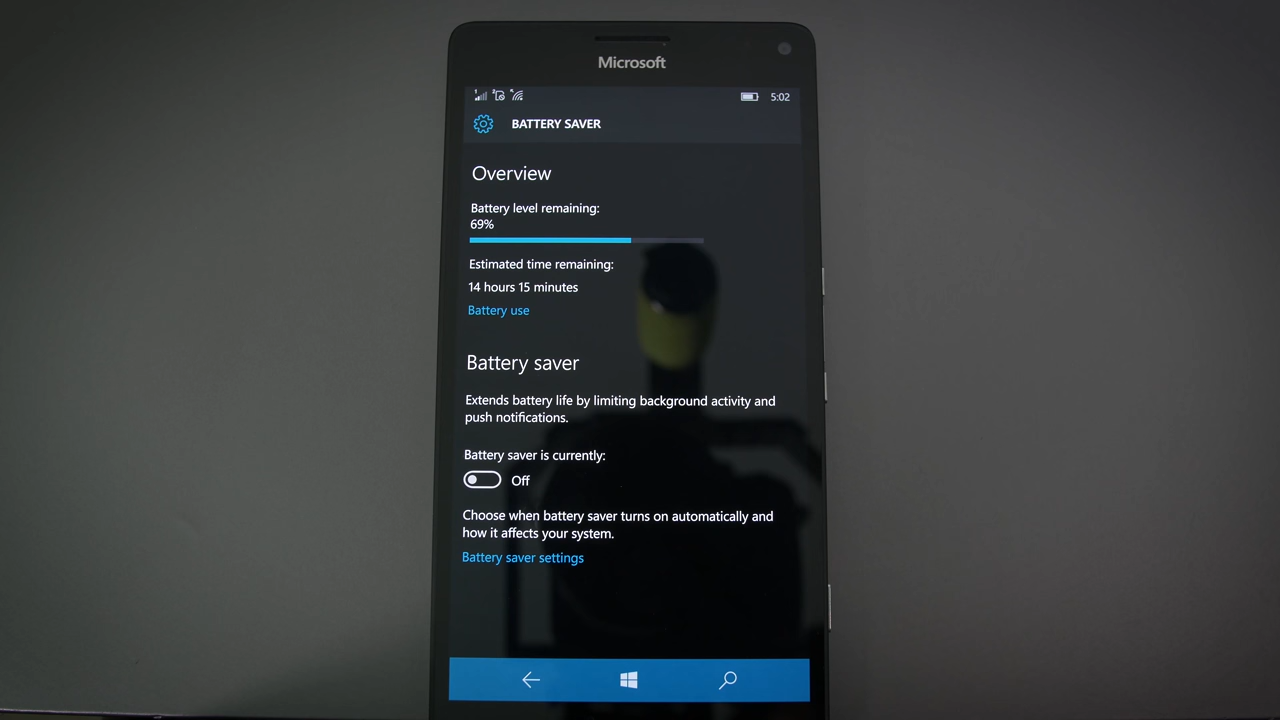 Microsoft
5:02
BATTERY SAVER
Overview
Battery level remaining:
69%
Estimated time remaining:
14 hours 15 minutes
Battery use
Battery saver
Extends battery life by limiting background activity and
push notifications.
Battery saver is currently:
Off
Choose when battery saver turns on automatically and
how it affects your system.
Battery saver settings